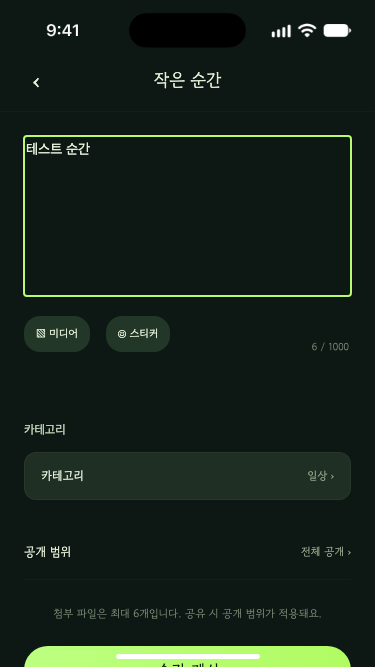 9:41
작은 순간
테스트 순간
미디어
스티커
6 / 1000
카테고리
카테고리
일상 ›
공개 범위
전체 공개 ›
첨부 파일은 최대 6개입니다. 공유 시 공개 범위가 적용돼요.